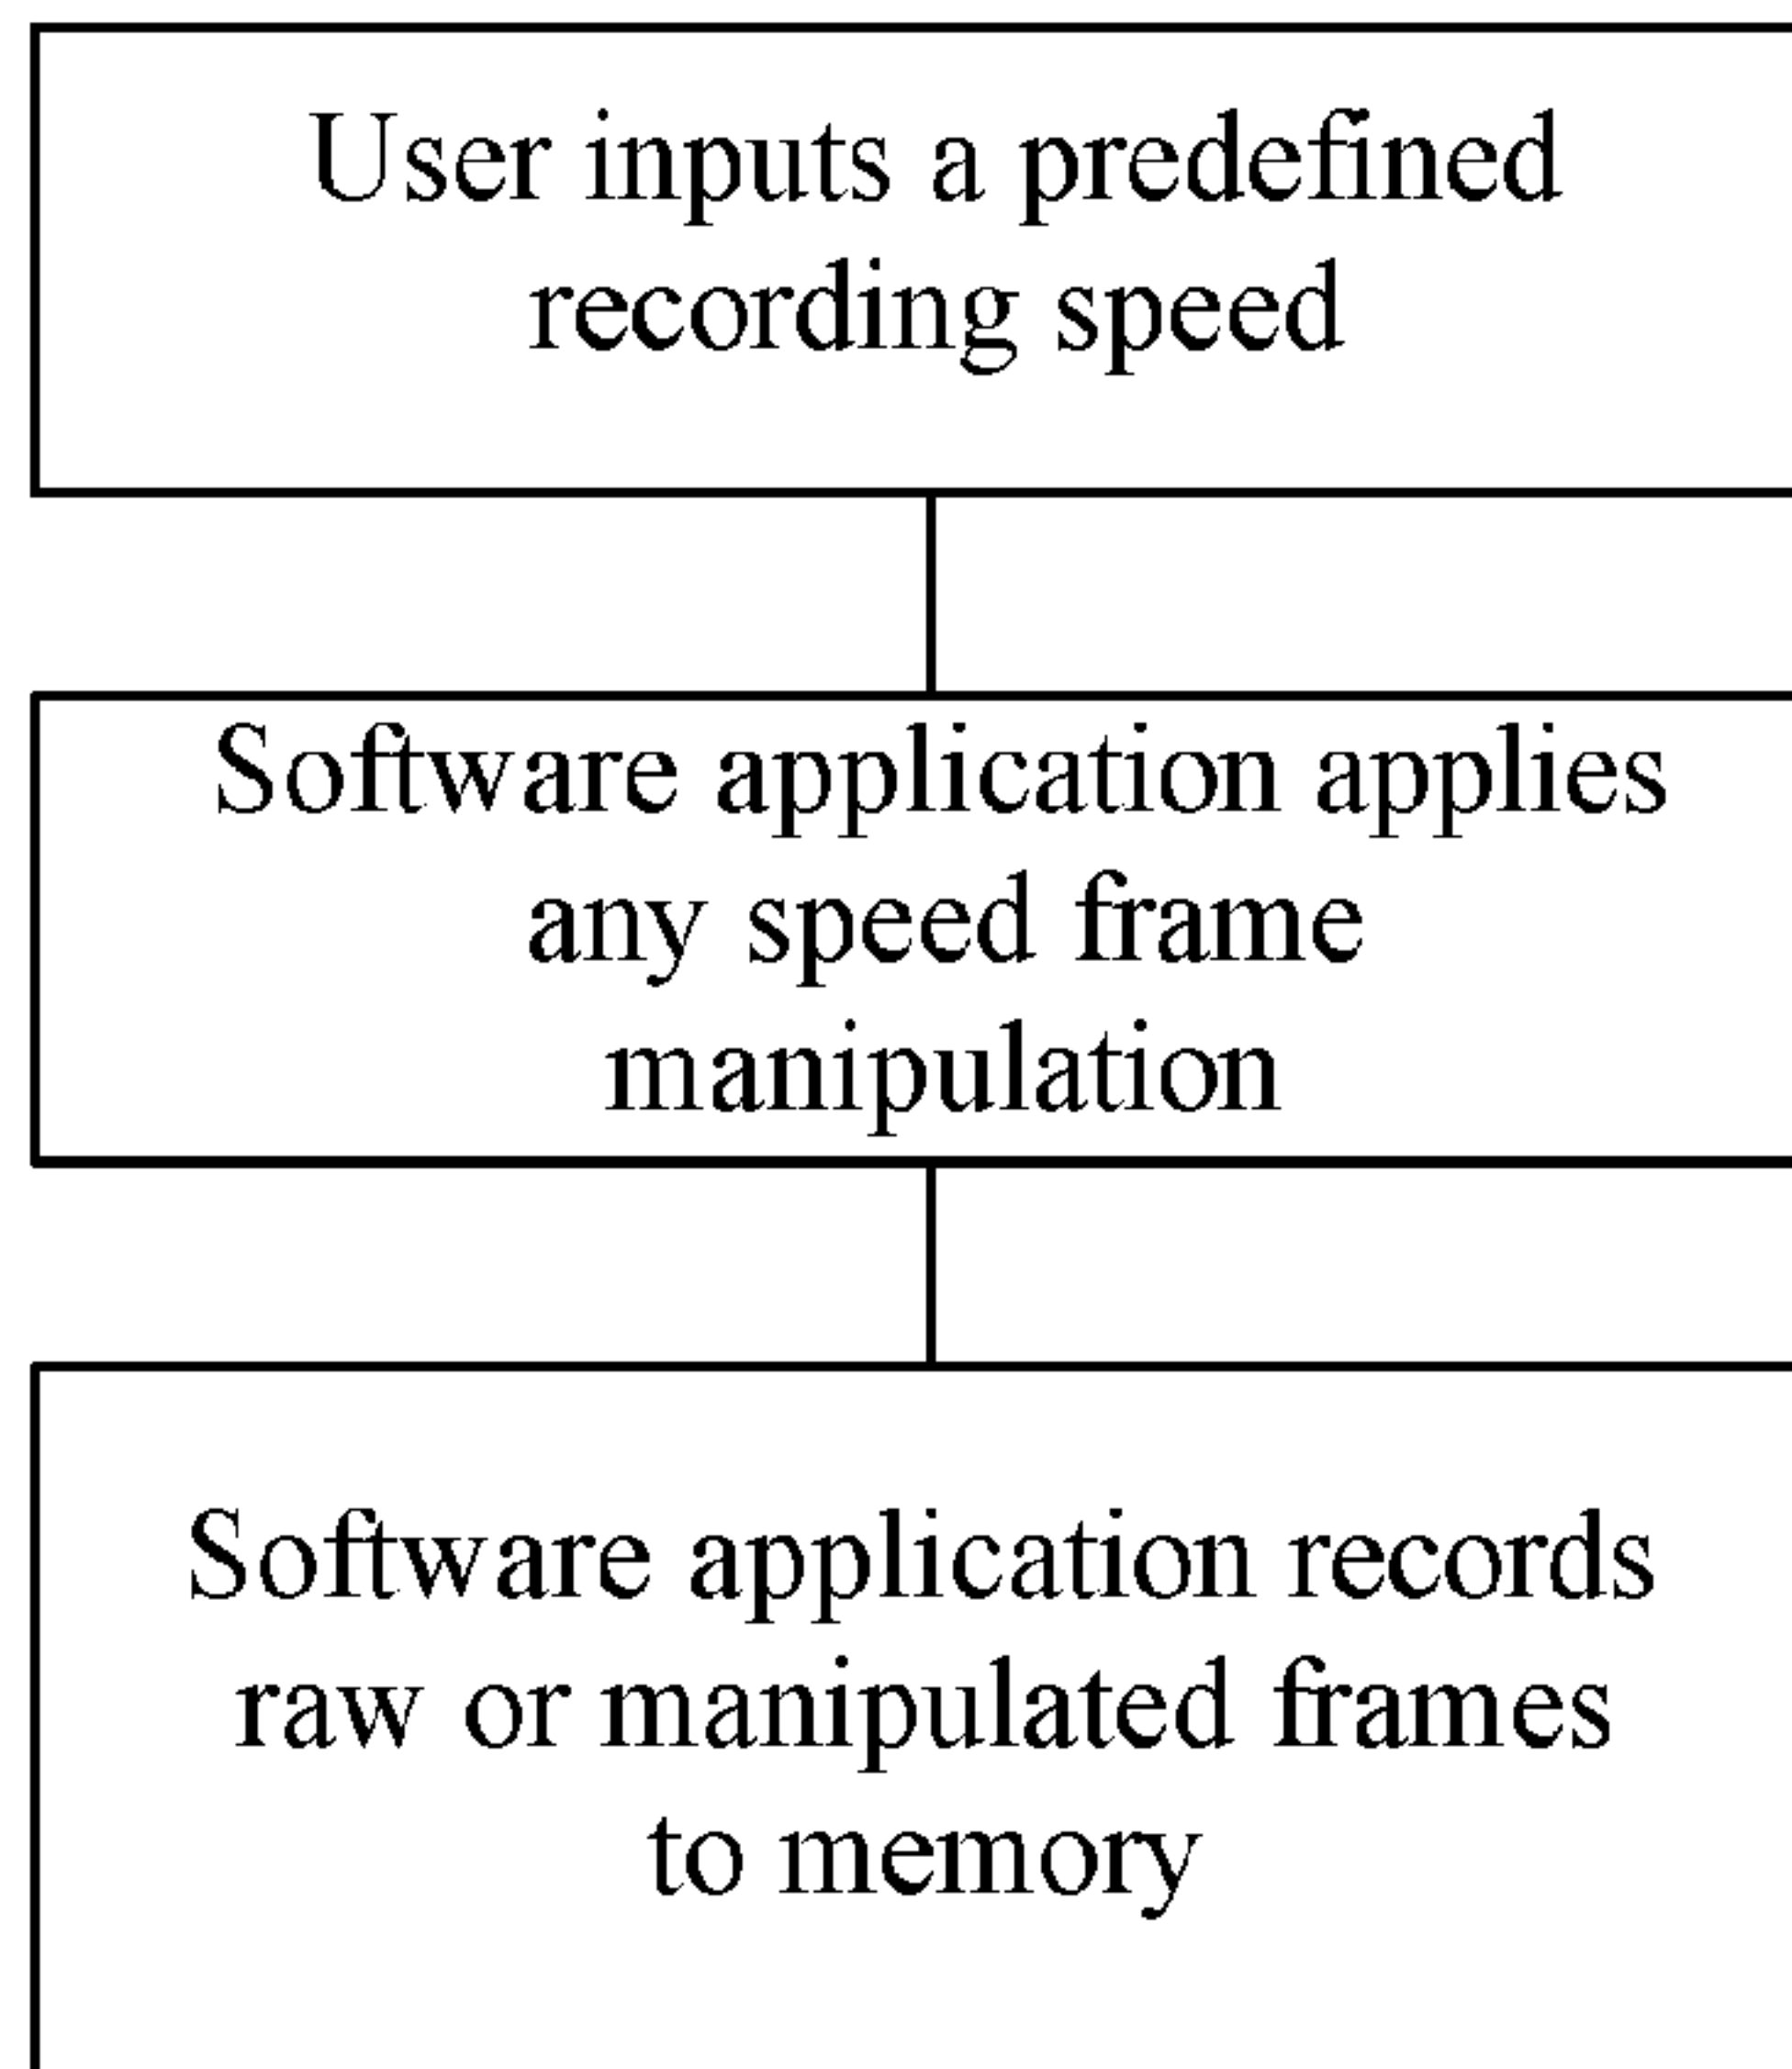 User inputs a predefined
recording speed
Software application applies
any speed frame
manipulation
Software application records
raw or manipulated frames
to memory